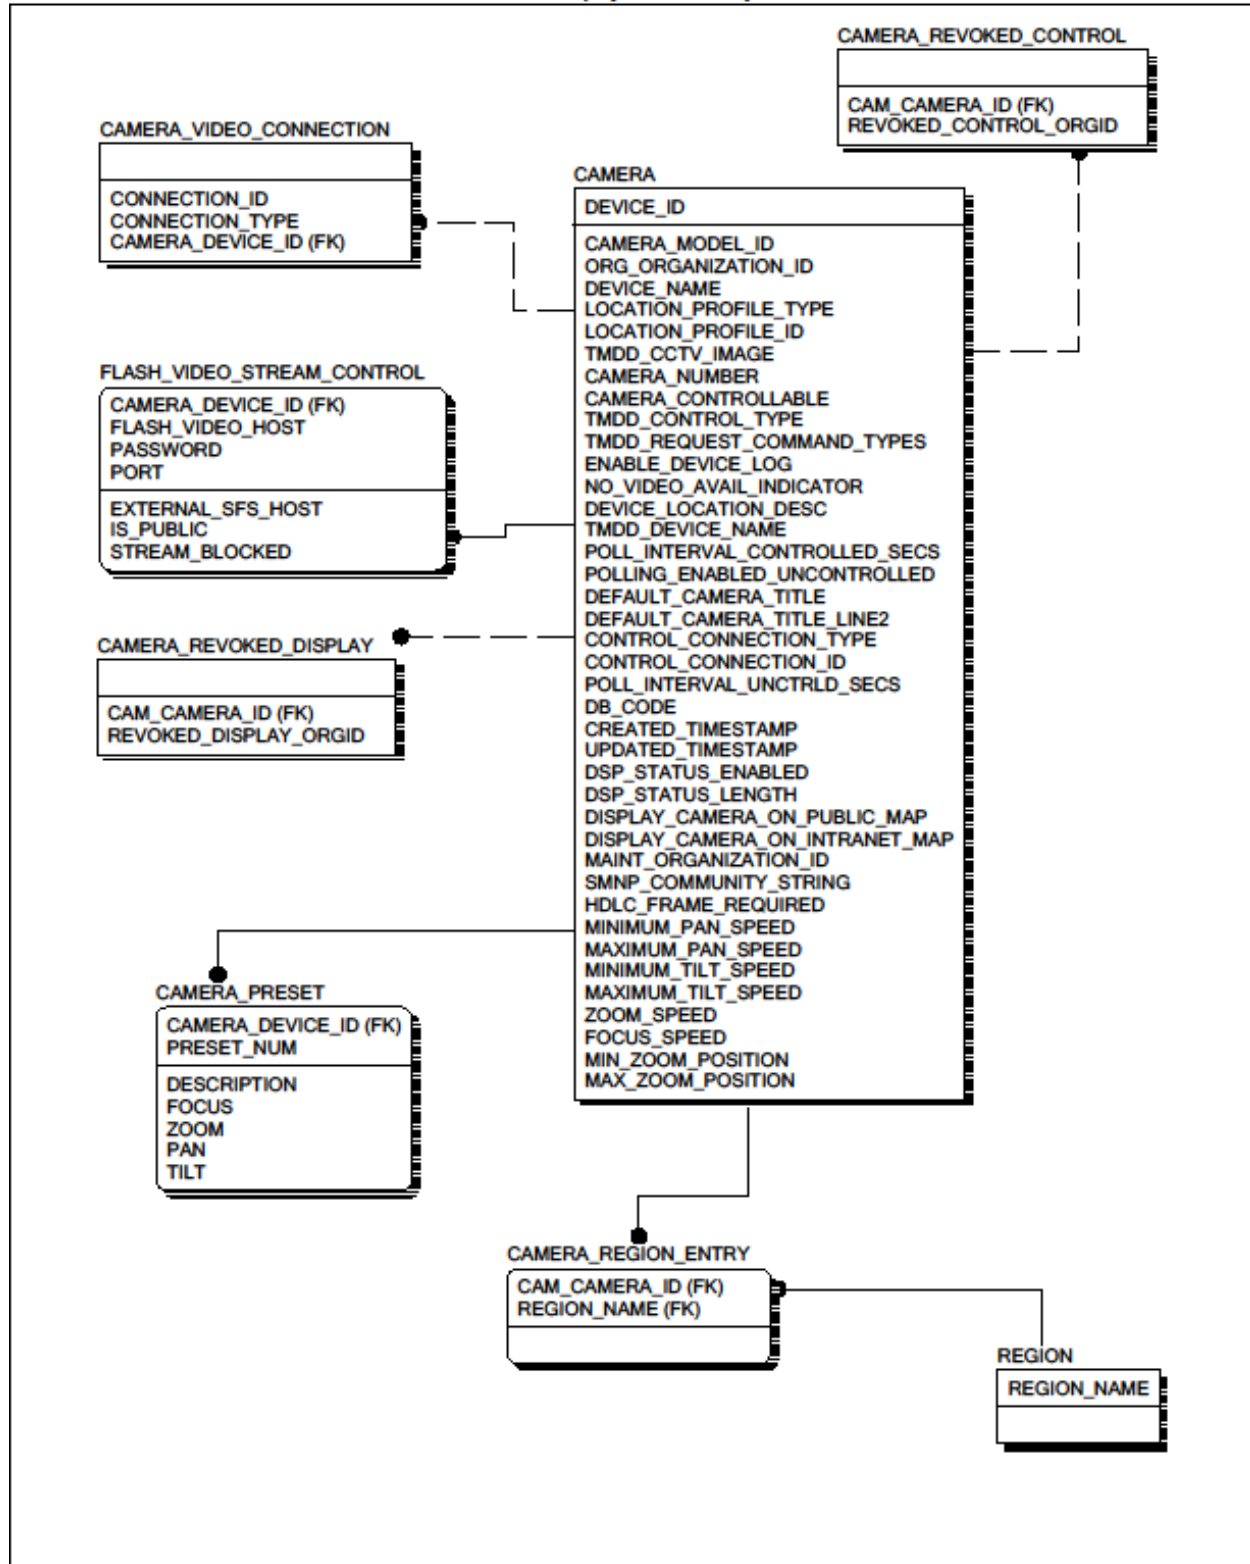 CAMERA_REVOKED_CONTROL
CAM_CAMERA_ID (FK)
REVOKED_CONTROL_ORGID
CAMERA_VIDEO_CONNECTION
CONNECTION_ID
CONNECTION_TYPE
CAMERA_DEVICE_ID (FK)
CAMERA
DEVICE_ID
CAMERA_MODEL_ID
ORG_ORGANIZATION_ID
DEVICE_NAME
LOCATION_PROFILE_TYPE
LOCATION_PROFILE_ID
TMDD_CCTV_IMAGE
CAMERA_NUMBER
CAMERA_CONTROLLABLE
TMDD_CONTROL_TYPE
TMDD_REQUEST_COMMAND_TYPES
ENABLE_DEVICE_LOG
NO_VIDEO_AVAIL_INDICATOR
DEVICE_LOCATION_DESC
TMDD_DEVICE_NAME
POLL_INTERVAL_CONTROLLED_SECS
POLLING_ENABLED_UNCONTROLLED
DEFAULT_CAMERA_TITLE
DEFAULT_CAMERA_TITLE_LINE2
CONTROL_CONNECTION_TYPE
CONTROL_CONNECTION_ID
POLL_INTERVAL_UNCTRLD_SECS
DB_CODE
CREATED_TIMESTAMP
UPDATED_TIMESTAMP
DSP_STATUS_ENABLED
DSP_STATUS_LENGTH
DISPLAY_CAMERA_ON_PUBLIC_MAP
DISPLAY_CAMERA_ON_INTRANET_MAP
MAINT_ORGANIZATION_ID
SMNP_COMMUNITY_STRING
HDLC_FRAME_REQUIRED
MINIMUM_PAN_SPEED
MAXIMUM_PAN_SPEED
MINIMUM_TILT_SPEED
MAXIMUM_TILT_SPEED
ZOOM_SPEED
FOCUS_SPEED
MIN_ZOOM_POSITION
MAX_ZOOM_POSITION
FLASH_VIDEO_STREAM_CONTROL
CAMERA_DEVICE_ID (FK)
FLASH_VIDEO_HOST
PASSWORD
PORT
EXTERNAL_SFS_HOST
IS_PUBLIC
STREAM_BLOCKED
CAMERA_REVOKED_DISPLAY
CAM_CAMERA_ID (FK)
REVOKED_DISPLAY_ORGID
CAMERA_PRESET
CAMERA_DEVICE_ID (FK)
PRESET_NUM
DESCRIPTION
FOCUS
ZOOM
PAN
TILT
CAMERA_REGION_ENTRY
CAM_CAMERA_ID (FK)
REGION_NAME (FK)
REGION
REGION_NAME